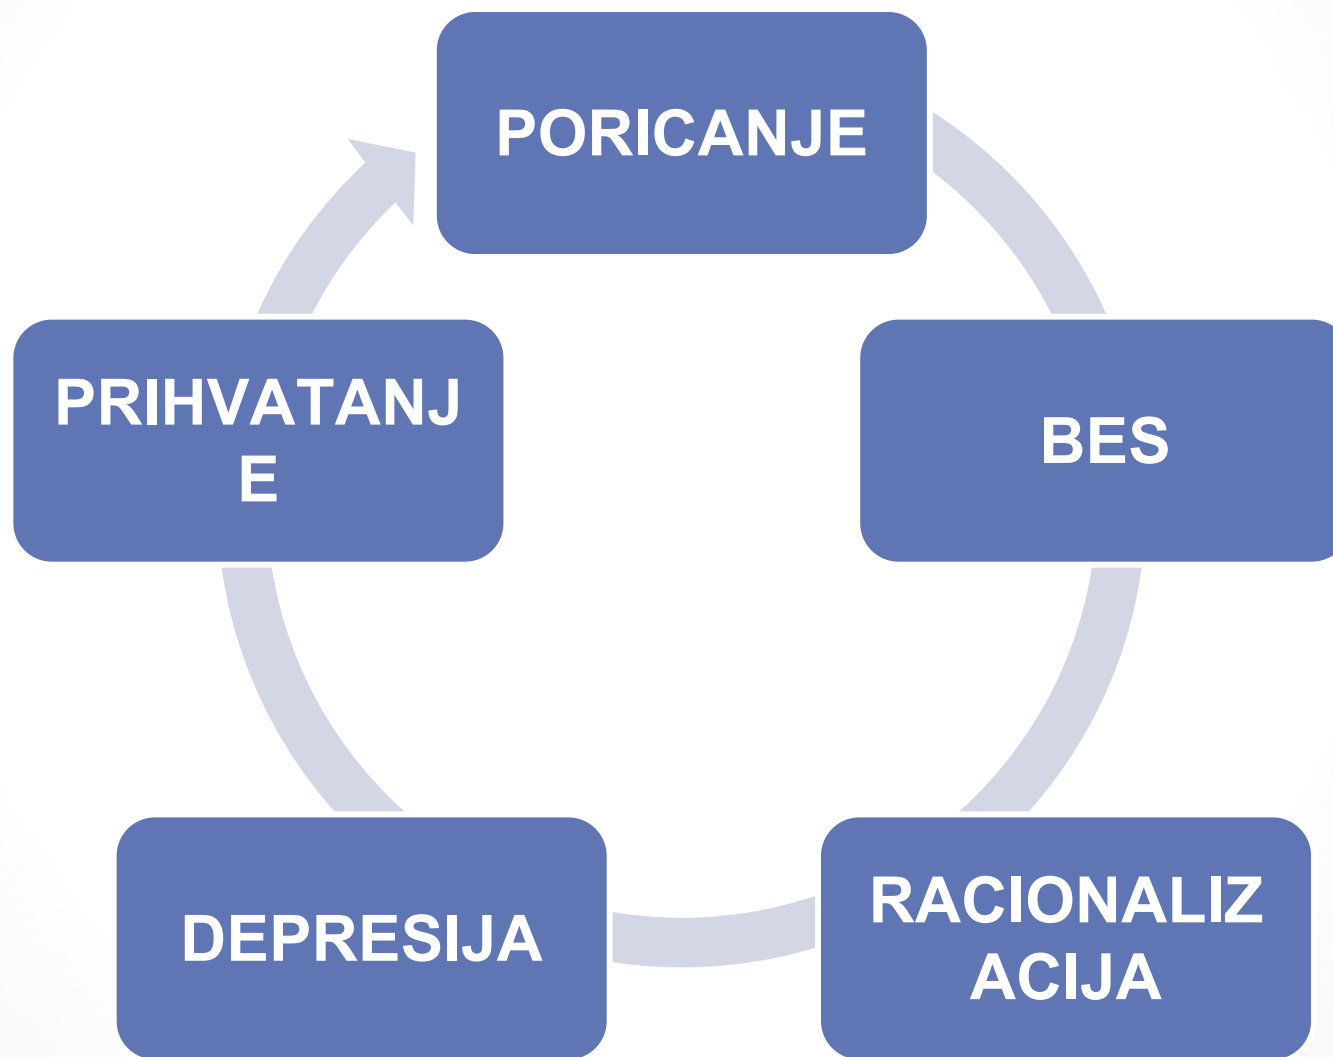 PORICANJE
BES
RACIONALIZ
ACIJA
DEPRESIJA
PRIHVATANJ
E